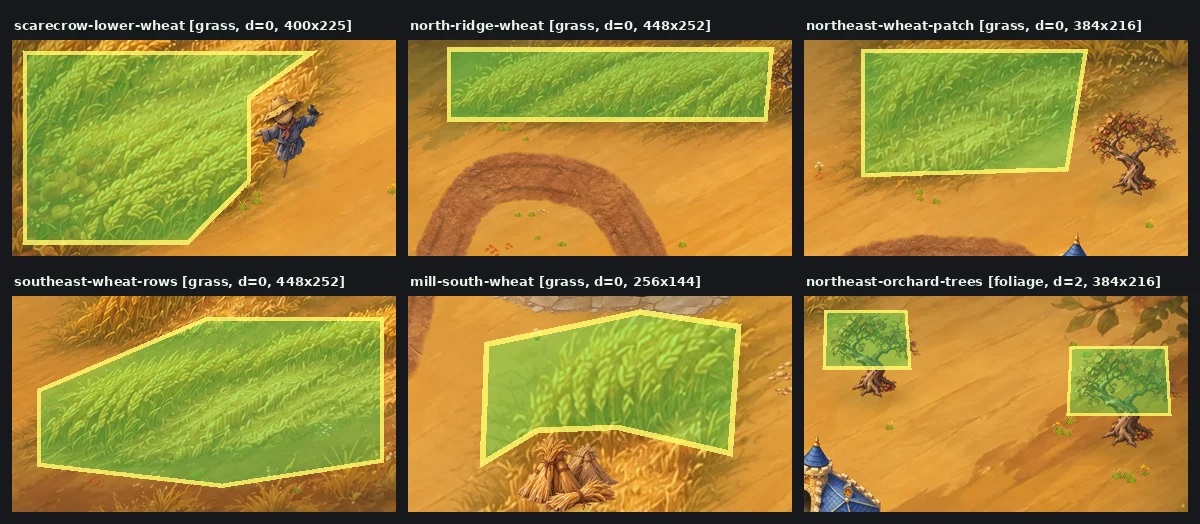 scarecrow-lower-wheat [grass, d=0, 400x225]
north-ridge-wheat [grass, d=0, 448x252]
northeast-wheat-patch [grass, d=0, 384x216]
southeast-wheat-rows [grass, d=0, 448x252]
mill-south-wheat [grass, d=0, 256x144]
northeast-orchard-trees [foliage, d=2, 384x216]